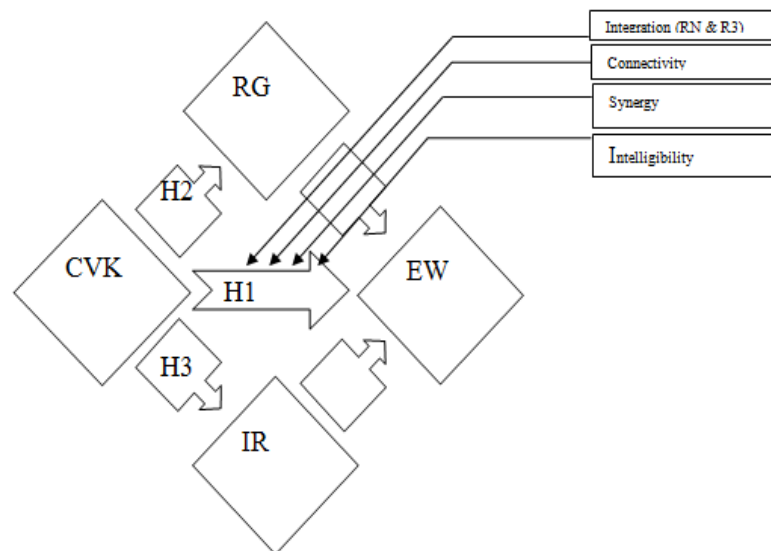 Integration (RN & R3)
Connectivity
Synergy
Intelligibility
RG
H2
CVK
H1
EW
H3
IR